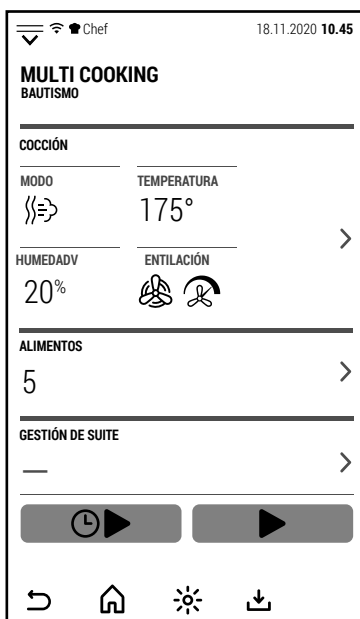 Chef 18.11.2020 10.45
MULTI COOKING
BAUTISMO
COCCIÓN
MODO TEMPERATURA
175°
HUMEDADV ENTILACIÓN
20%
ALIMENTOS
5
GESTIÓN DE SUITE
—